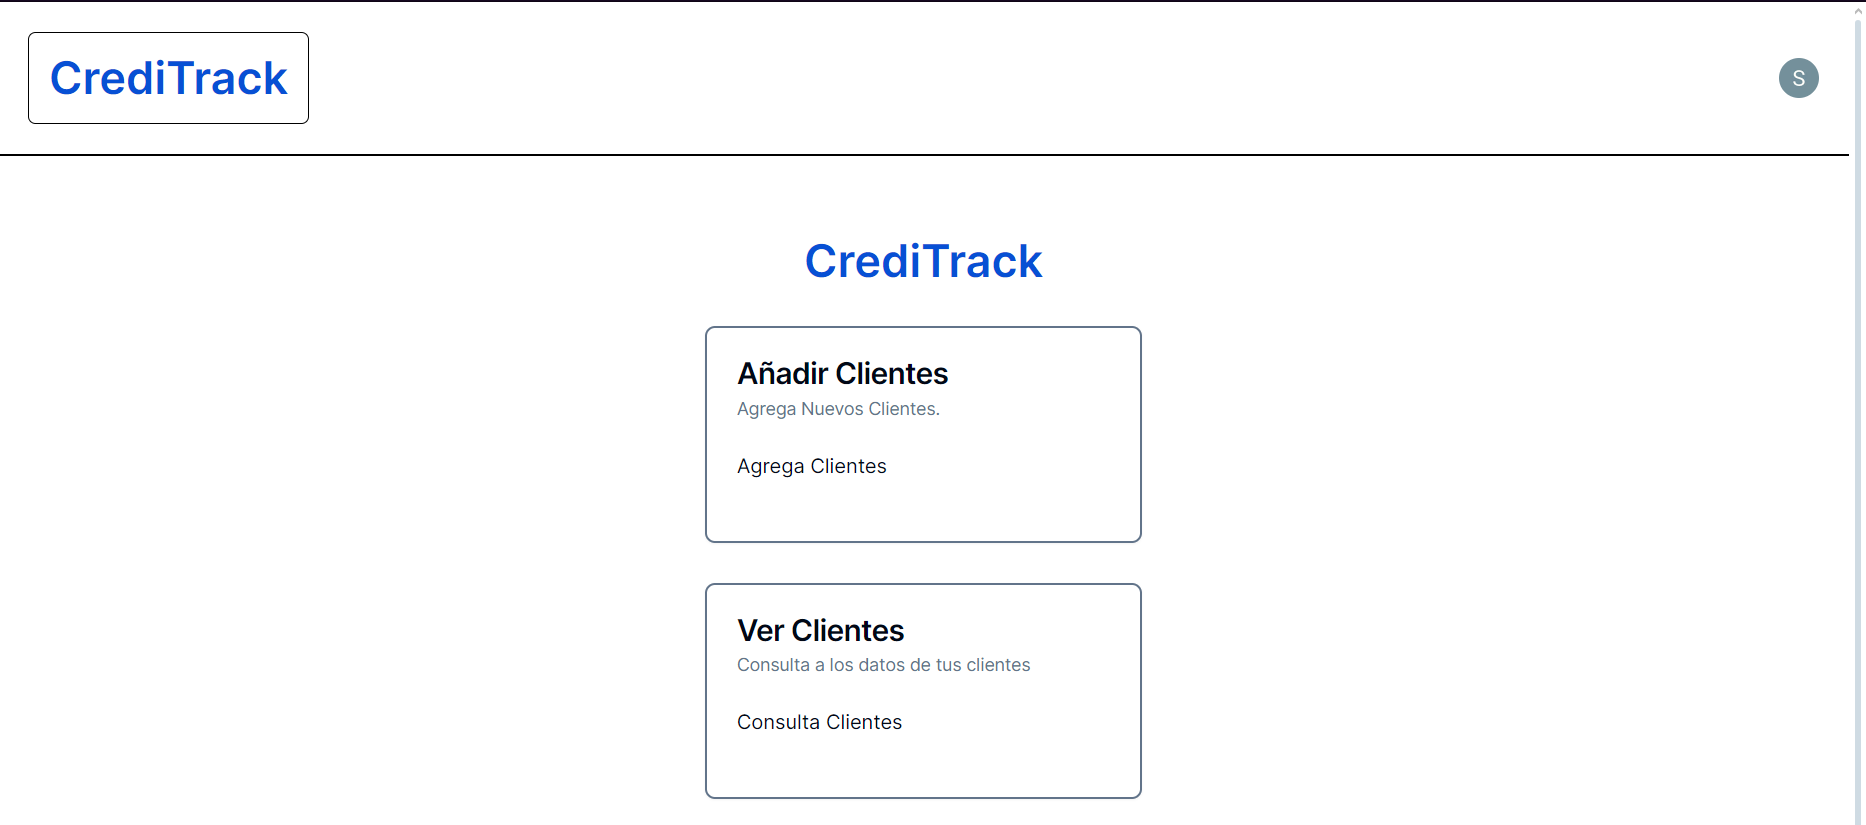 CrediTrack
S
CrediTrack
Añadir Clientes
Agrega Nuevos Clientes.
Agrega Clientes
Ver Clientes
Consulta a los datos de tus clientes
Consulta Clientes